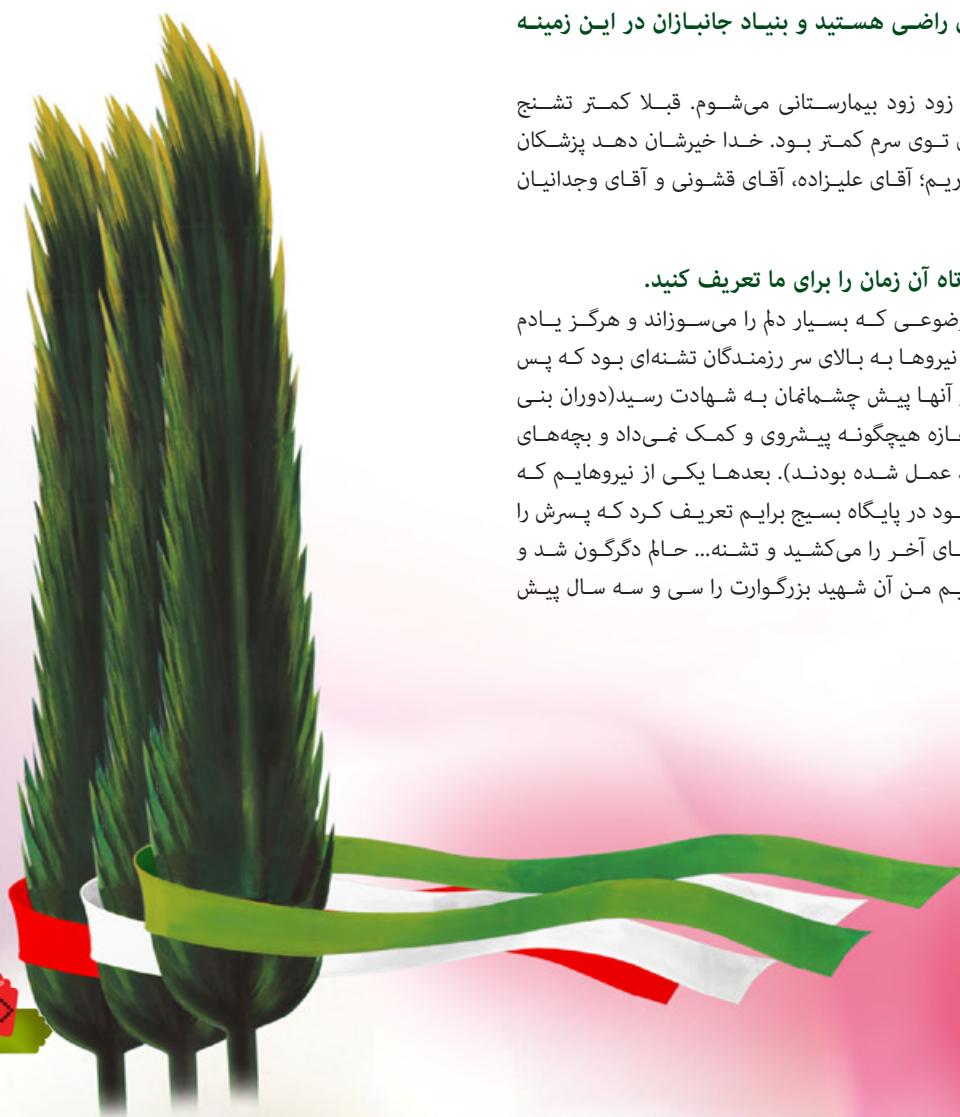 راضی هستید و بنیاد جانبازان در این زمینه
زود زود بیمارستانی می‌شوم. قبلا کمتر تشنج
توی سرم کمتر بود. خدا خیرشان دهد پزشکان
ریم؛ آقای علیزاده، آقای قشونی و آقای وجدانیان
تاه آن زمان را برای ما تعریف کنید.
وضوعی که بسیار دلم را می‌سوزاند و هرگز یادم
نیروها به بالای سر رزمندگان تشنه‌ای بود که پس
آنها پیش چشمانمان به شهادت رسید(دوران بنی
ازه هیچگونه پیشروی و کمک نمی‌داد و بچه‌های
عمل شده بودند). بعدها یکی از نیروهایم که
ود در پایگاه بسیج برایم تعریف کرد که پسرش را
ای آخر را می‌کشید و تشنه... حالم دگرگون شد و
یم من آن شهید بزرگوارت را سی و سه سال پیش